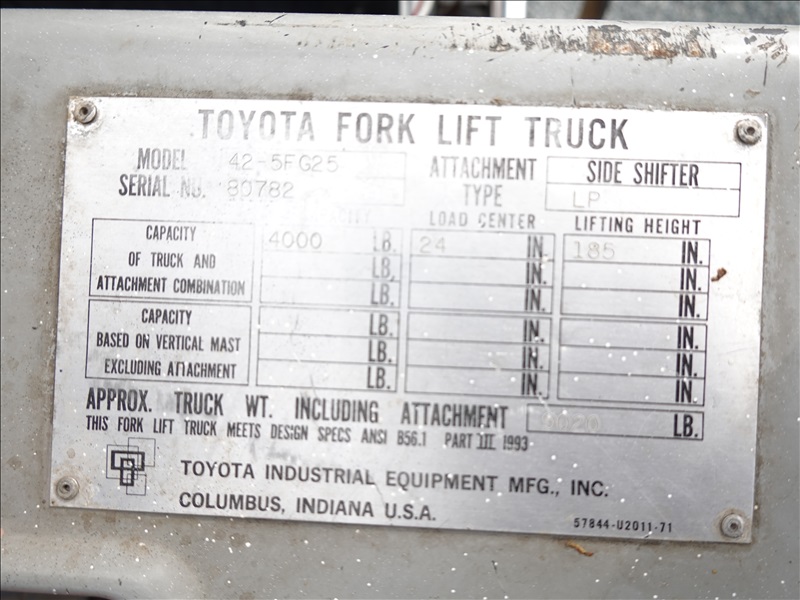 TOYOTA FORK LIFT TRUCK
MODEL 42-5FG25 ATTACHMENT SIDE SHIFTER
SERIAL NO. 80782 TYPE LP
LOAD CENTER LIFTING HEIGHT
CAPACITY OF TRUCK AND ATTACHMENT COMBINATION 4000 LB. 24 IN. 185 IN.
LB. IN. IN.
LB. IN. IN.
CAPACITY BASED ON VERTICAL MAST EXCLUDING ATTACHMENT LB. IN. IN.
LB. IN. IN.
LB. IN. IN.
APPROX. TRUCK WT. INCLUDING ATTACHMENT LB.
THIS FORK LIFT TRUCK MEETS DESIGN SPECS ANSI B56.1 PART III 1993
TOYOTA INDUSTRIAL EQUIPMENT MFG., INC.
COLUMBUS, INDIANA U.S.A.
57844-U2011-71